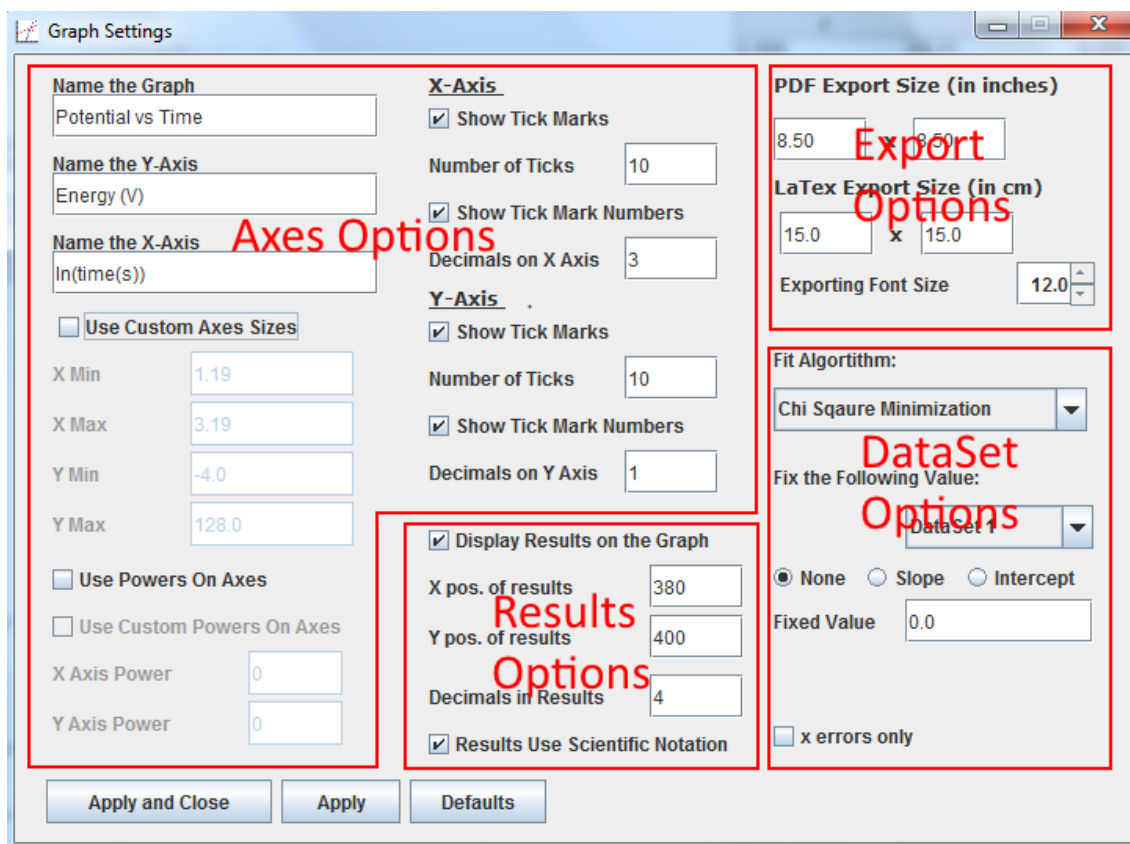 Graph Settings
Name the Graph
Potential vs Time
Name the Y-Axis
Energy (V)
Name the X-Axis
ln(time(s))
Use Custom Axes Sizes
X Min 1.19
X Max 3.19
Y Min -4.0
Y Max 128.0
Use Powers On Axes
Use Custom Powers On Axes
X Axis Power 0
Y Axis Power 0
Axes Options
X-Axis
Show Tick Marks
Number of Ticks 10
Show Tick Mark Numbers
Decimals on X Axis 3
Y-Axis
Show Tick Marks
Number of Ticks 10
Show Tick Mark Numbers
Decimals on Y Axis 1
Display Results on the Graph
X pos. of results 380
Y pos. of results 400
Decimals in Results 4
Results Use Scientific Notation
Results
Options
PDF Export Size (in inches)
8.50 x 8.50
LaTex Export Size (in cm)
15.0 x 15.0
Exporting Font Size 12.0
Export
Options
Fit Algortithm:
Chi Sqaure Minimization
Fix the Following Value:
DataSet 1
None Slope Intercept
Fixed Value 0.0
x errors only
DataSet
Options
Apply and Close Apply Defaults